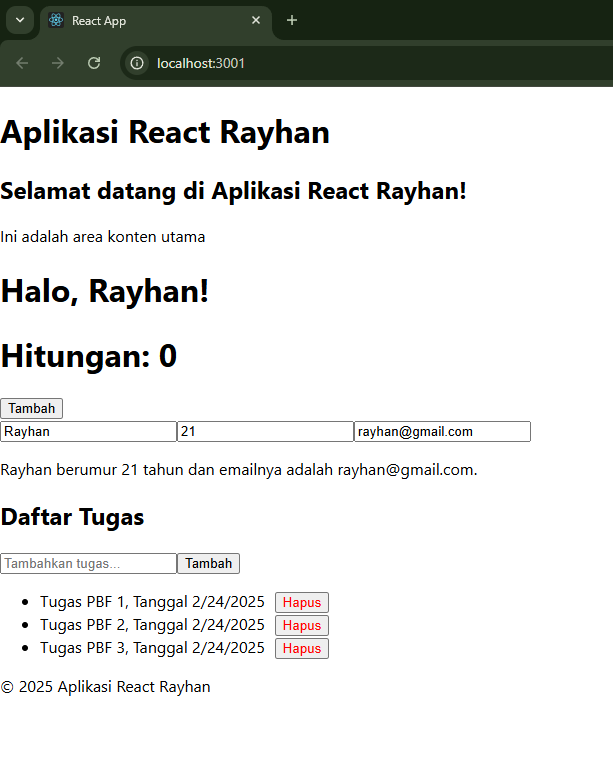 React App
localhost:3001
Aplikasi React Rayhan
Selamat datang di Aplikasi React Rayhan!
Ini adalah area konten utama
Halo, Rayhan!
Hitungan: 0
Tambah
Rayhan 21 rayhan@gmail.com
Rayhan berumur 21 tahun dan emailnya adalah rayhan@gmail.com.
Daftar Tugas
Tambahkan tugas... Tambah
Tugas PBF 1, Tanggal 2/24/2025 Hapus
Tugas PBF 2, Tanggal 2/24/2025 Hapus
Tugas PBF 3, Tanggal 2/24/2025 Hapus
© 2025 Aplikasi React Rayhan